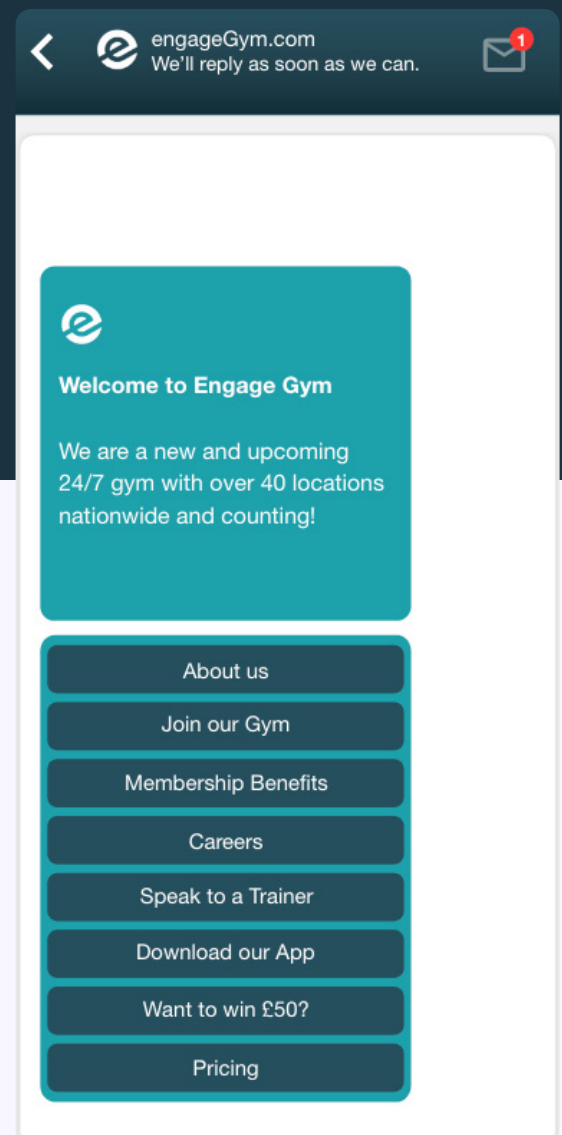 engageGym.com
We'll reply as soon as we can.
1
Welcome to Engage Gym
We are a new and upcoming
24/7 gym with over 40 locations
nationwide and counting!
About us
Join our Gym
Membership Benefits
Careers
Speak to a Trainer
Download our App
Want to win £50?
Pricing